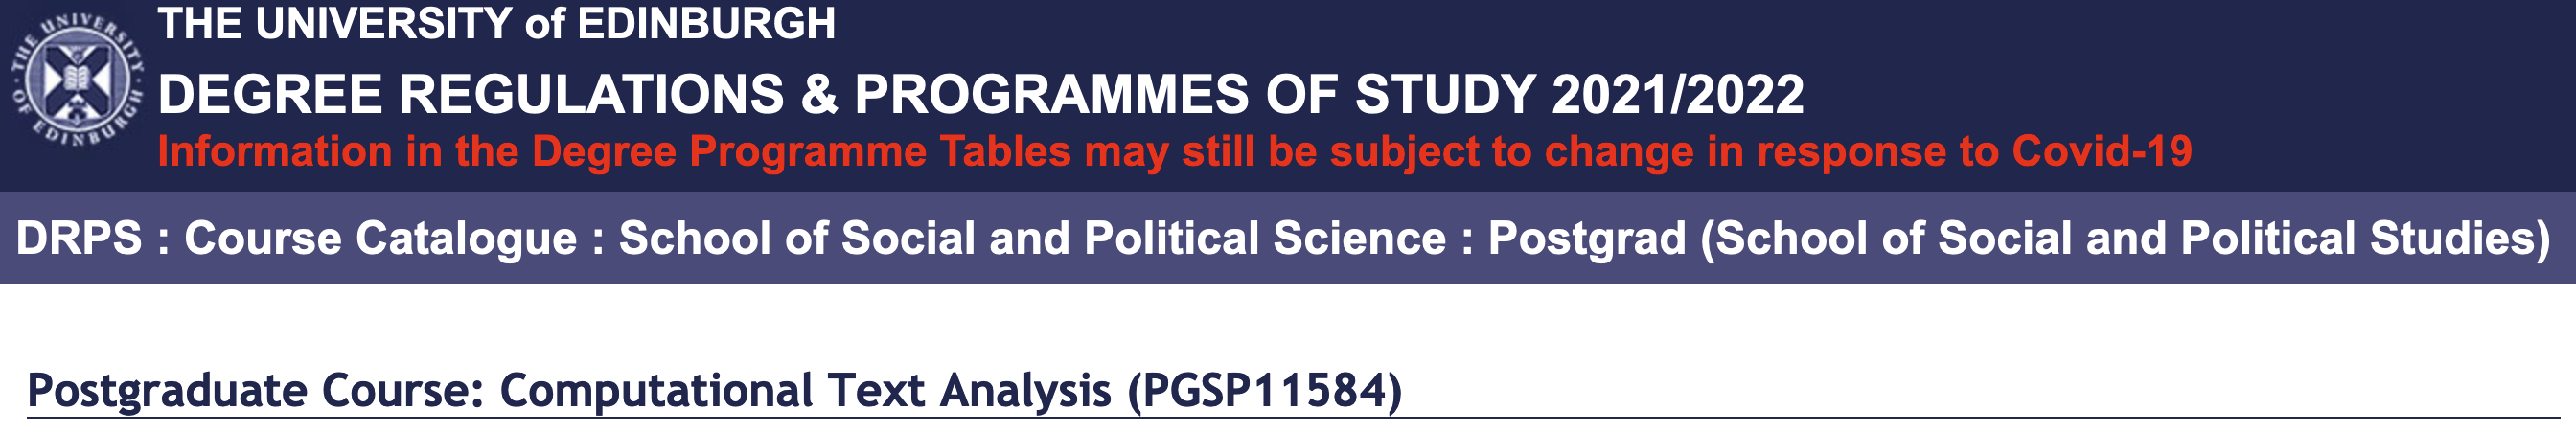 THE UNIVERSITY of EDINBURGH
DEGREE REGULATIONS & PROGRAMMES OF STUDY 2021/2022
Information in the Degree Programme Tables may still be subject to change in response to Covid-19
THE UNIVERSITY OF EDINBURGH
DRPS : Course Catalogue : School of Social and Political Science : Postgrad (School of Social and Political Studies)
Postgraduate Course: Computational Text Analysis (PGSP11584)